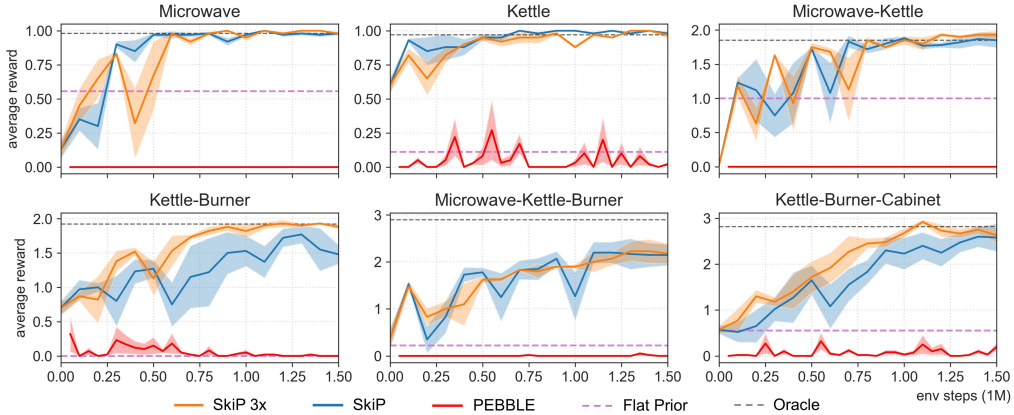 Microwave
Kettle
Microwave-Kettle
average reward
1.00
0.75
0.50
0.25
0.00
1.00
0.75
0.50
0.25
0.00
2.0
1.5
1.0
0.5
0.0
Kettle-Burner
Microwave-Kettle-Burner
Kettle-Burner-Cabinet
average reward
2.0
1.5
1.0
0.5
0.0
3
2
1
0
3
2
1
0
0.00 0.25 0.50 0.75 1.00 1.25 1.50
0.00 0.25 0.50 0.75 1.00 1.25 1.50
0.00 0.25 0.50 0.75 1.00 1.25 1.50
env steps (1M)
SkiP 3x SkiP PEBBLE Flat Prior Oracle